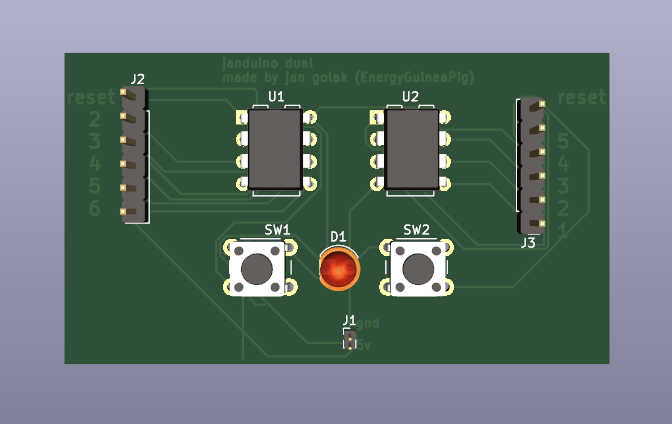 janduino dual
made by jan golak (EnergyGuineaPig)
J2
reset
2
3
4
5
6
U1
U2
reset
5
4
3
2
1
J3
SW1
D1
SW2
J1
gnd
5v